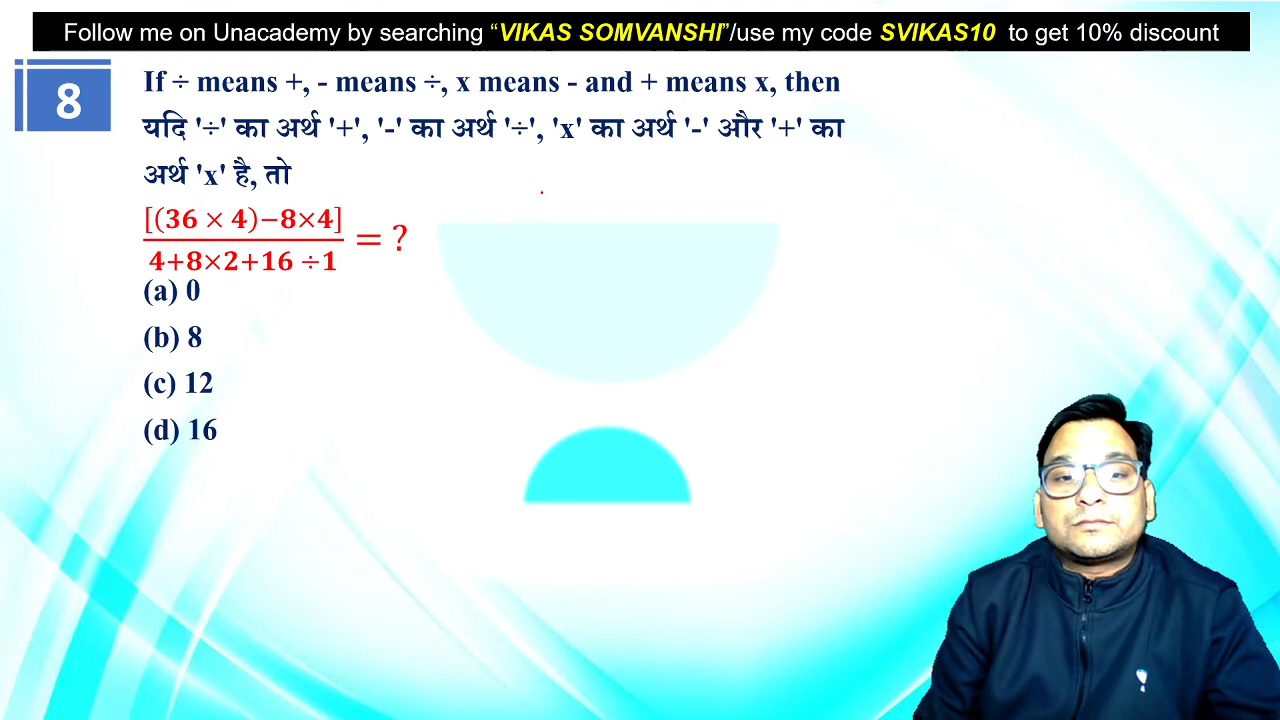 Follow me on Unacademy by searching “VIKAS SOMVANSHI”/use my code SVIKAS10 to get 10% discount
8
If ÷ means +, - means ÷, x means - and + means x, then
यदि '÷' का अर्थ '+', '-' का अर्थ '÷', 'x' का अर्थ '-' और '+' का
अर्थ 'x' है, तो
[(36 × 4)−8×4]
4+8×2+16 ÷1
= ?
(a) 0
(b) 8
(c) 12
(d) 16